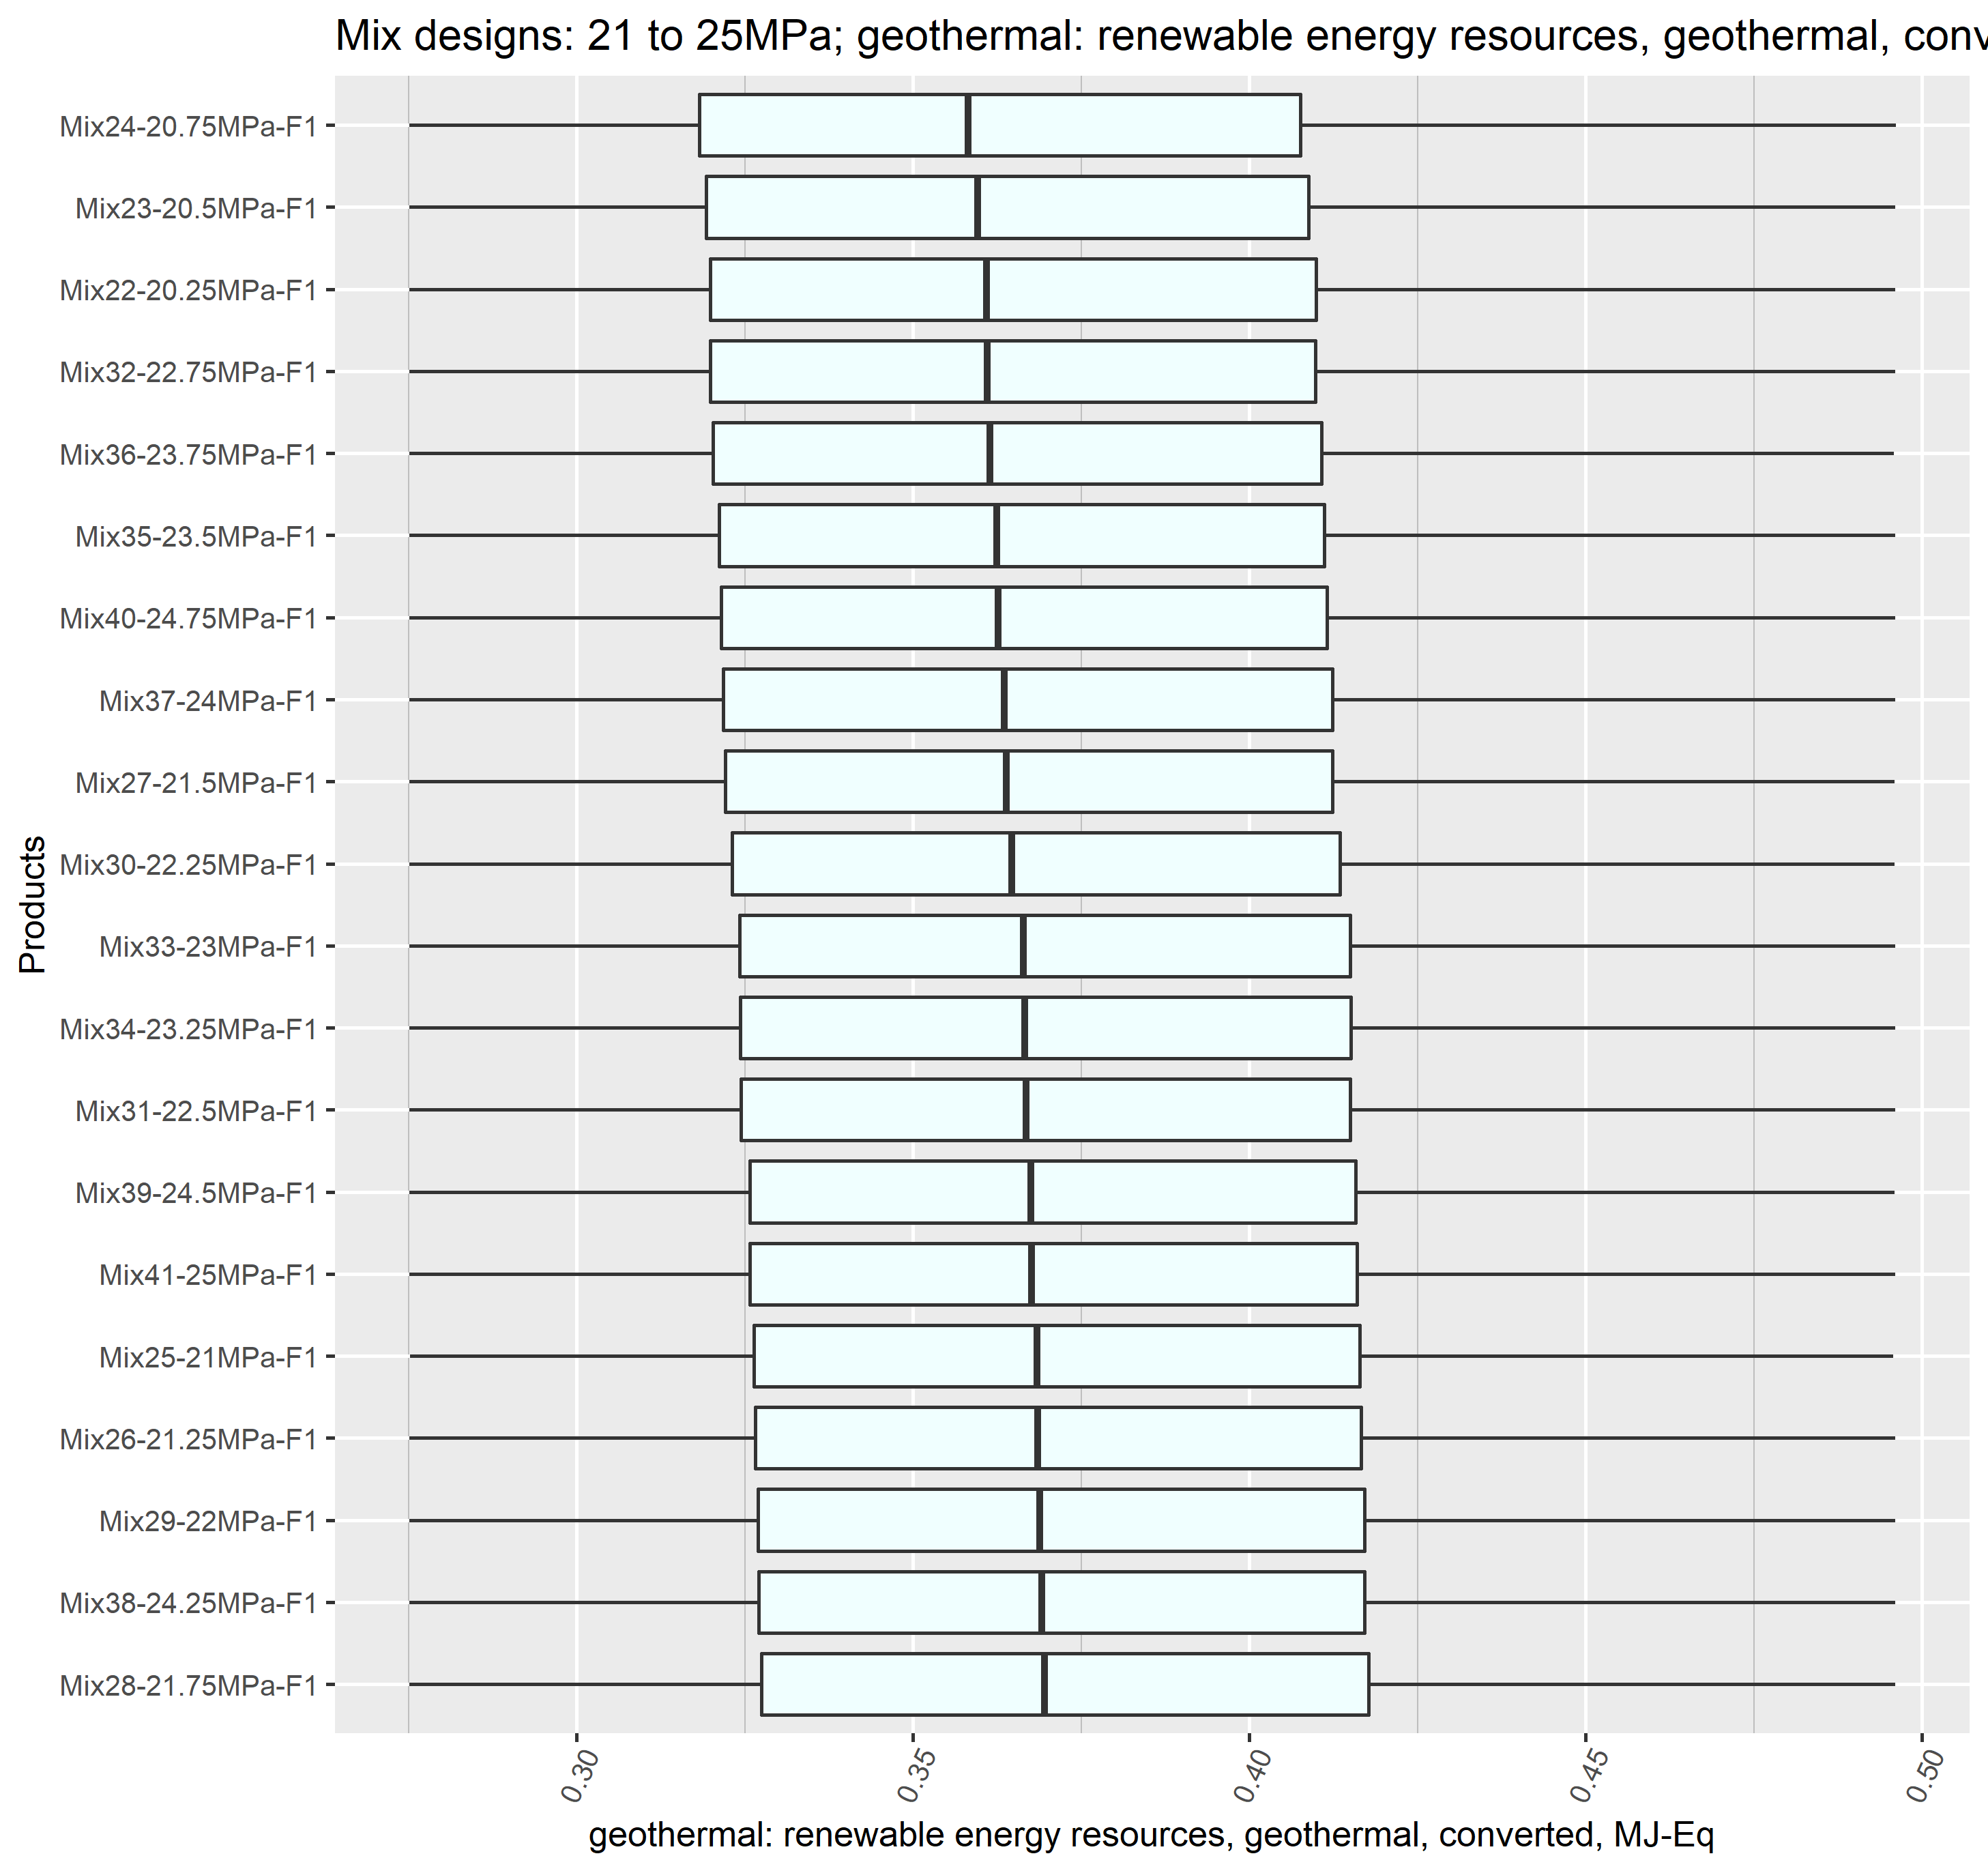 Mix designs: 21 to 25MPa; geothermal: renewable energy resources, geothermal, conv
Mix24-20.75MPa-F1
Mix23-20.5MPa-F1
Mix22-20.25MPa-F1
Mix32-22.75MPa-F1
Mix36-23.75MPa-F1
Mix35-23.5MPa-F1
Mix40-24.75MPa-F1
Mix37-24MPa-F1
Mix27-21.5MPa-F1
Mix30-22.25MPa-F1
Mix33-23MPa-F1
Mix34-23.25MPa-F1
Mix31-22.5MPa-F1
Mix39-24.5MPa-F1
Mix41-25MPa-F1
Mix25-21MPa-F1
Mix26-21.25MPa-F1
Mix29-22MPa-F1
Mix38-24.25MPa-F1
Mix28-21.75MPa-F1
Products
0.30 0.35 0.40 0.45 0.50
geothermal: renewable energy resources, geothermal, converted, MJ-Eq